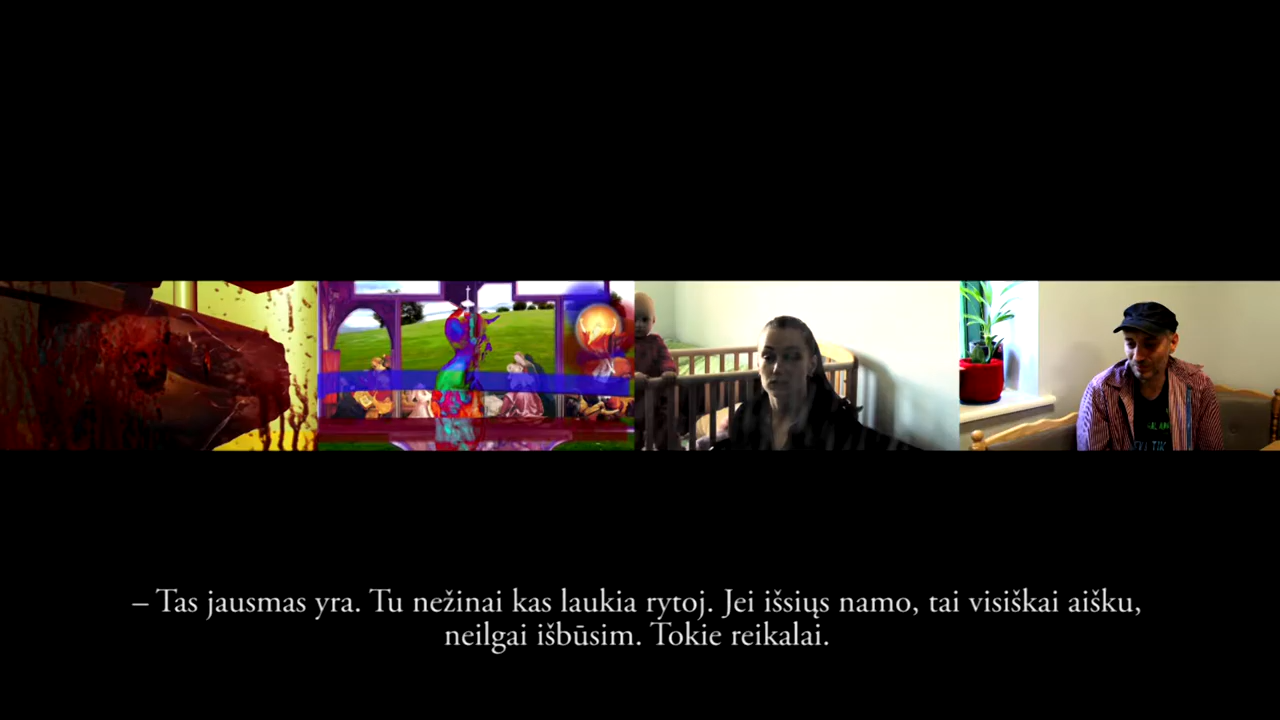 – Tas jausmas yra. Tu nežinai kas laukia rytoj. Jei išsiųs namo, tai visiškai aišku,
neilgai išbūsim. Tokie reikalai.